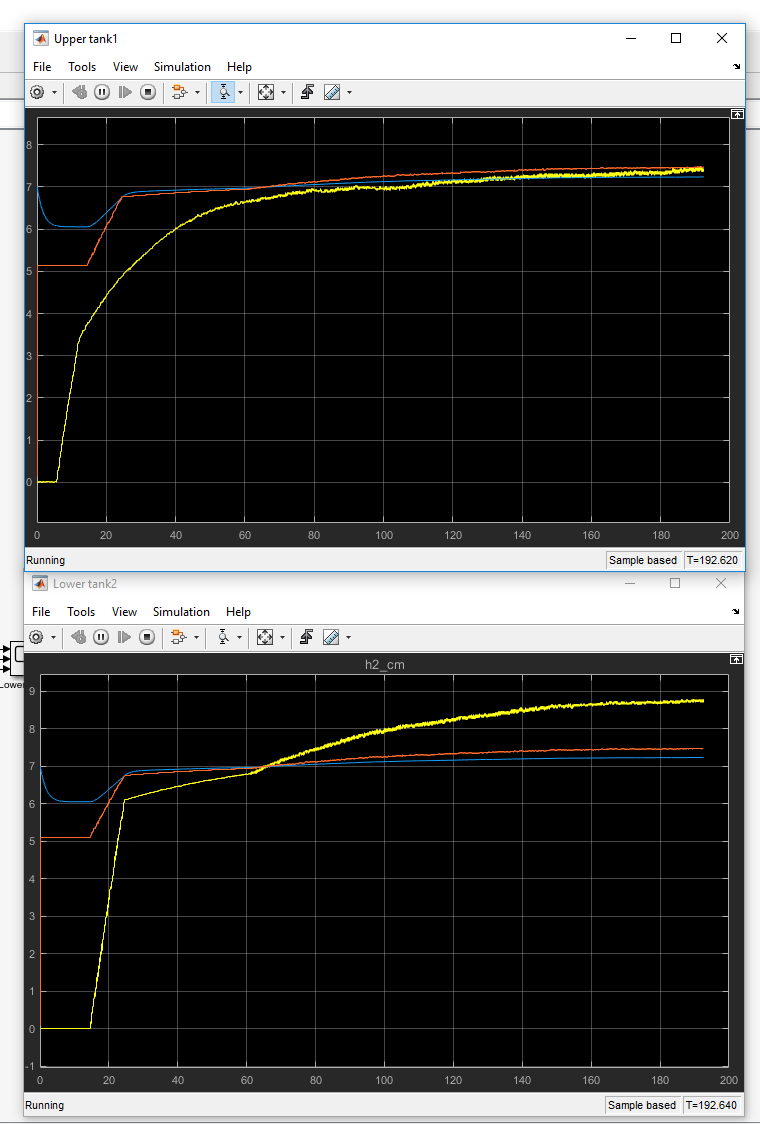 Upper tank1
File Tools View Simulation Help
8
7
6
5
4
3
2
1
0
0 20 40 60 80 100 120 140 160 180 200
Running Sample based T=192.620
Lower tank2
File Tools View Simulation Help
h2_cm
9
8
7
6
5
4
3
2
1
0
-1
0 20 40 60 80 100 120 140 160 180 200
Running Sample based T=192.640
Lower